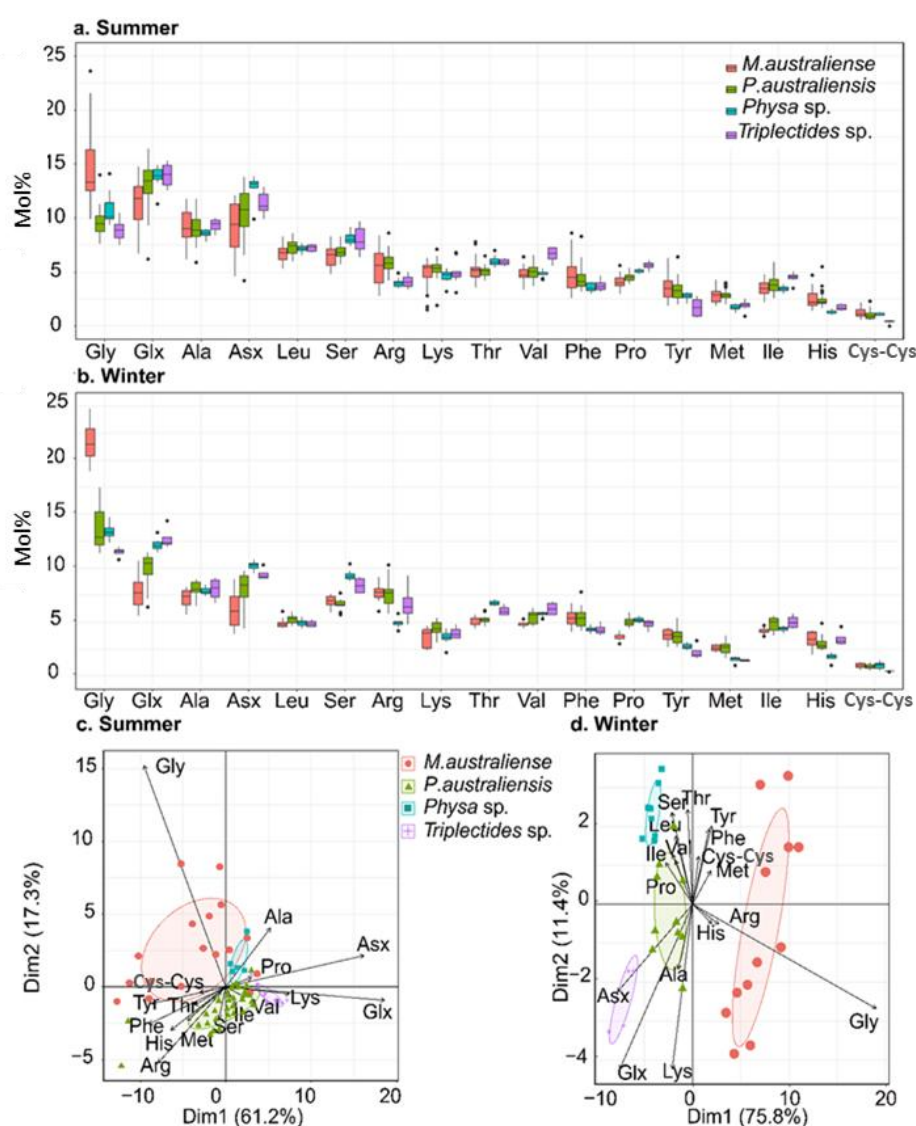 a. Summer
25
20
15
10
5
0
Mol%
M.australiense
P.australiensis
Physa sp.
Triplectides sp.
Gly Glx Ala Asx Leu Ser Arg Lys Thr Val Phe Pro Tyr Met Ile His Cys-Cys
b. Winter
25
20
15
10
5
0
Mol%
Gly Glx Ala Asx Leu Ser Arg Lys Thr Val Phe Pro Tyr Met Ile His Cys-Cys
c. Summer
15
10
5
0
−5
Dim2 (17.3%)
Gly
Ala
Asx
Pro
Cys-Cys
Lys
Tyr
Thr
Val
Glx
Ile
Phe
Ser
His
Met
Arg
−10 0 10 20
Dim1 (61.2%)
M.australiense
P.australiensis
Physa sp.
Triplectides sp.
d. Winter
2
0
−2
−4
Dim2 (11.4%)
Ser
Thr
Leu
Tyr
Val
Phe
Ile
Cys-Cys
Met
Pro
Arg
His
Ala
Asx
Gly
Glx
Lys
−10 0 10 20
Dim1 (75.8%)